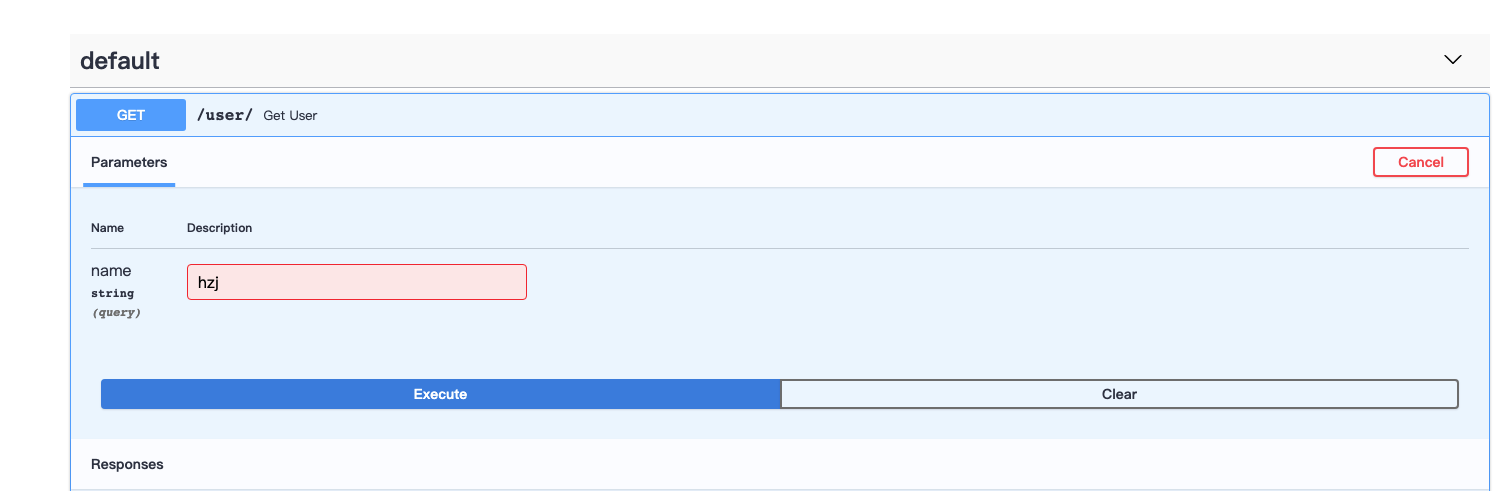 default
GET /user/ Get User
Parameters Cancel
Name Description
name hzj
string
(query)
Execute Clear
Responses